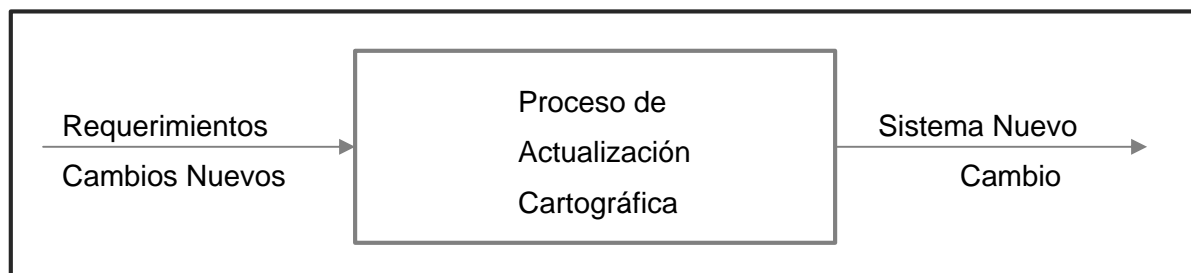 Requerimientos
Cambios Nuevos
Proceso de
Actualización
Cartográfica
Sistema Nuevo
Cambio